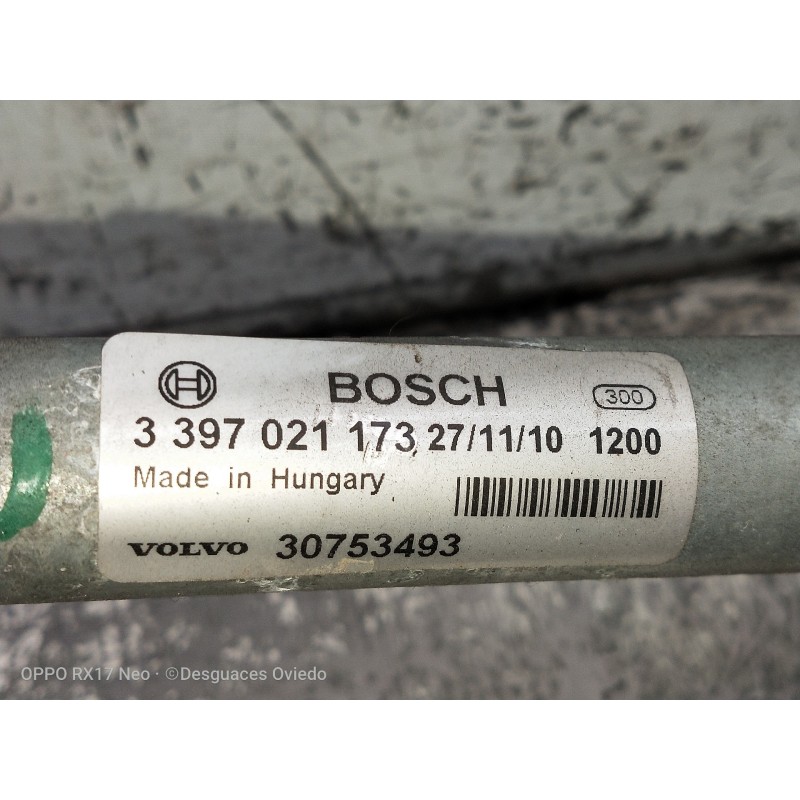 BOSCH 300
3 397 021 173 27/11/10 1200
Made in Hungary
VOLVO 30753493
OPPO RX17 Neo · ©Desguaces Oviedo